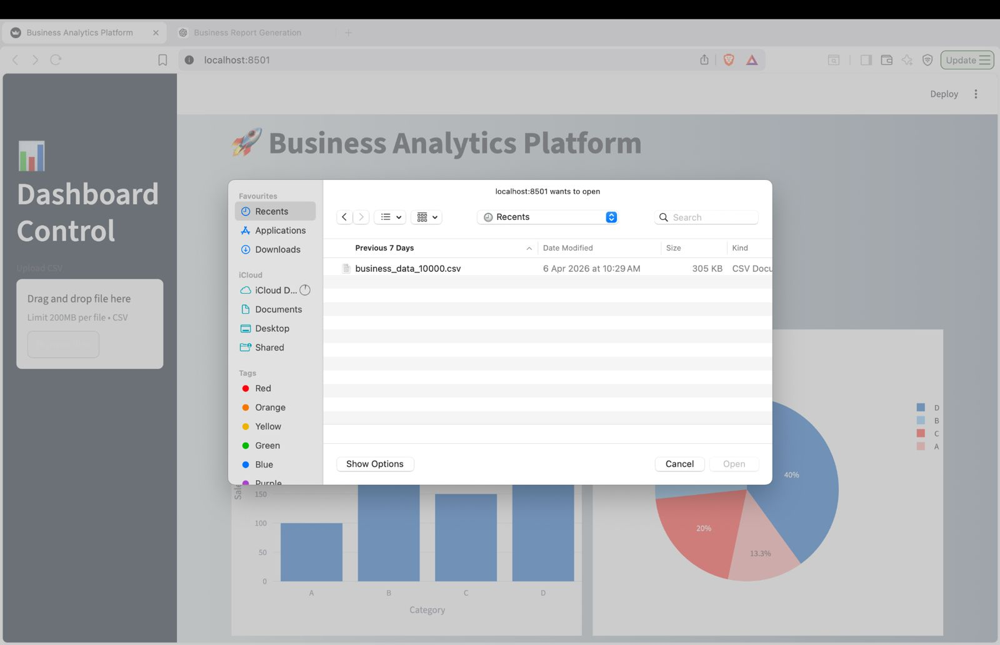 Business Analytics Platform
Business Report Generation
localhost:8501
Update
Deploy
Business Analytics Platform
Dashboard
Control
Upload CSV
Drag and drop file here
Limit 200MB per file • CSV
localhost:8501 wants to open
Favourites
Recents
Applications
Downloads
iCloud
iCloud D...
Documents
Desktop
Shared
Tags
Red
Orange
Yellow
Green
Blue
Purple
Recents
Search
Previous 7 Days
Date Modified
Size
Kind
business_data_10000.csv
6 Apr 2026 at 10:29 AM
305 KB
CSV Docu
Show Options
Cancel
Open
Sale
150
100
50
0
A
B
C
D
Category
40%
20%
13.3%
D
B
C
A